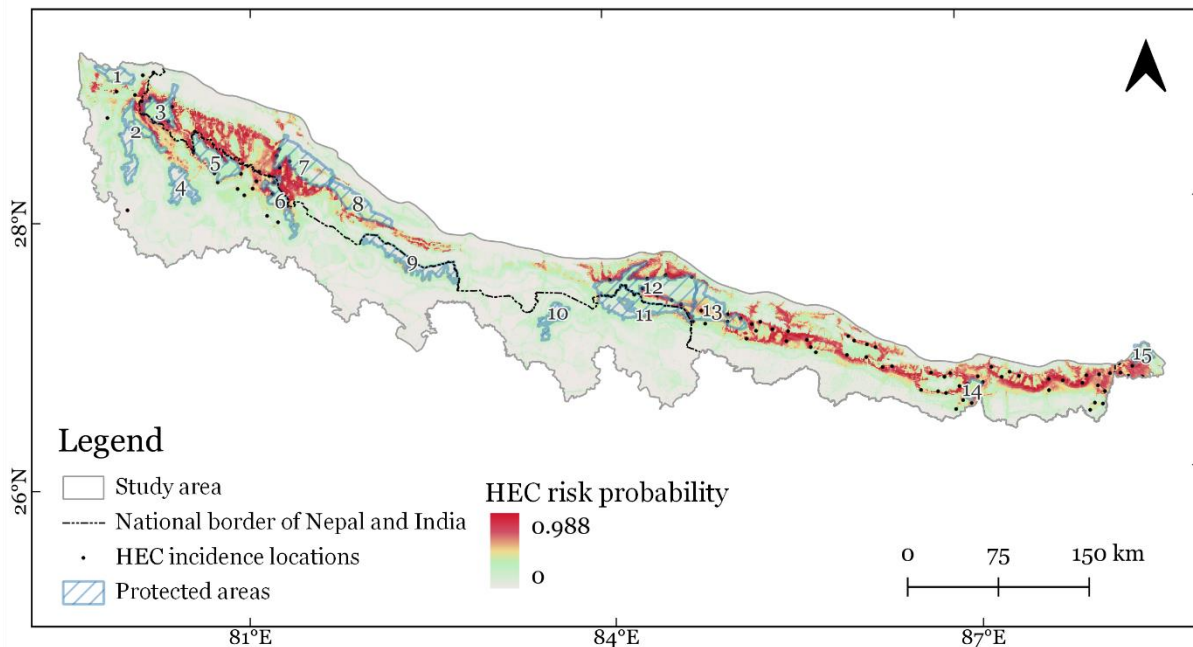 1
3
2
5
7
4
6
8
9
12
13
10
11
15
14
28°N
26°N
Legend
Study area
National border of Nepal and India
HEC incidence locations
Protected areas
HEC risk probability
0.988
0
0 75 150 km
81°E 84°E 87°E